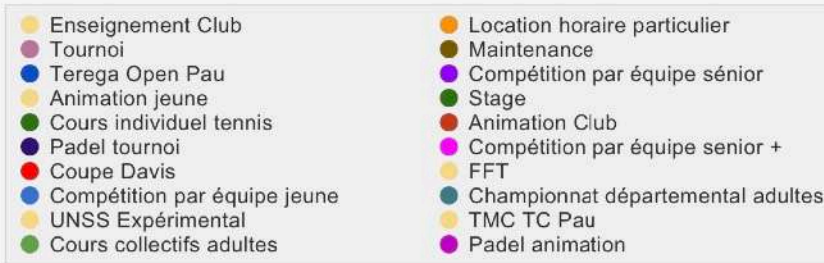 Enseignement Club
Tournoi
Terega Open Pau
Animation jeune
Cours individuel tennis
Padel tournoi
Coupe Davis
Compétition par équipe jeune
UNSS Expérimental
Cours collectifs adultes
Location horaire particulier
Maintenance
Compétition par équipe sénior
Stage
Animation Club
Compétition par équipe senior +
FFT
Championnat départemental adultes
TMC TC Pau
Padel animation